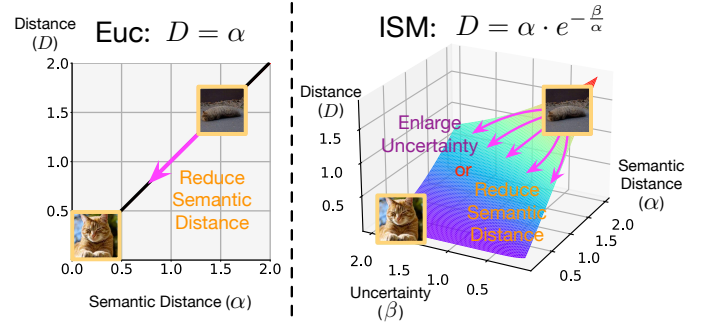 Distance
(D)
Euc: D = α
2.0
1.5
1.0
0.5
0.0
0.5
1.0
1.5
2.0
Reduce
Semantic
Distance
Semantic Distance (α)
ISM: D = α · e^{-β/α}
Distance
(D)
1.5
1.0
0.5
Enlarge
Uncertainty
or
Reduce
Semantic
Distance
Semantic
Distance
(α)
2.0
1.5
1.0
0.5
2.0
1.5
1.0
0.5
Uncertainty
(β)